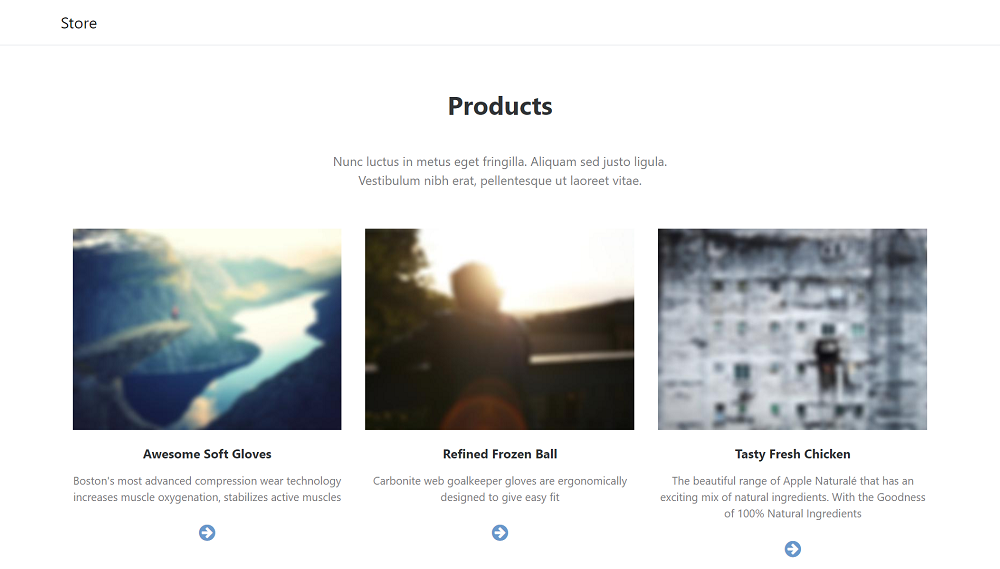 Store
Products
Nunc luctus in metus eget fringilla. Aliquam sed justo ligula.
Vestibulum nibh erat, pellentesque ut laoreet vitae.
Awesome Soft Gloves
Boston's most advanced compression wear technology
increases muscle oxygenation, stabilizes active muscles
Refined Frozen Ball
Carbonite web goalkeeper gloves are ergonomically
designed to give easy fit
Tasty Fresh Chicken
The beautiful range of Apple Naturalé that has an
exciting mix of natural ingredients. With the Goodness
of 100% Natural Ingredients